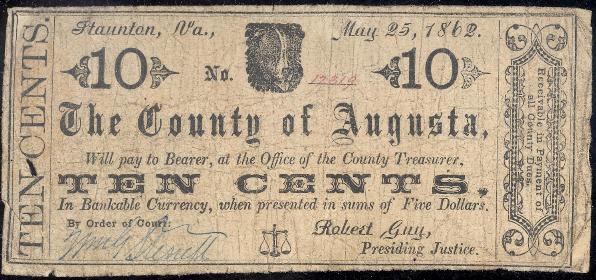 Staunton, Va., May 25, 1862.
10 No. 10
The County of Augusta,
Will pay to Bearer, at the Office of the County Treasurer,
TEN CENTS,
In Bankable Currency, when presented in sums of Five Dollars.
By Order of Court:
Robert Guy,
Presiding Justice.
TEN CENTS.
Receivable in Payment of
all County Dues.